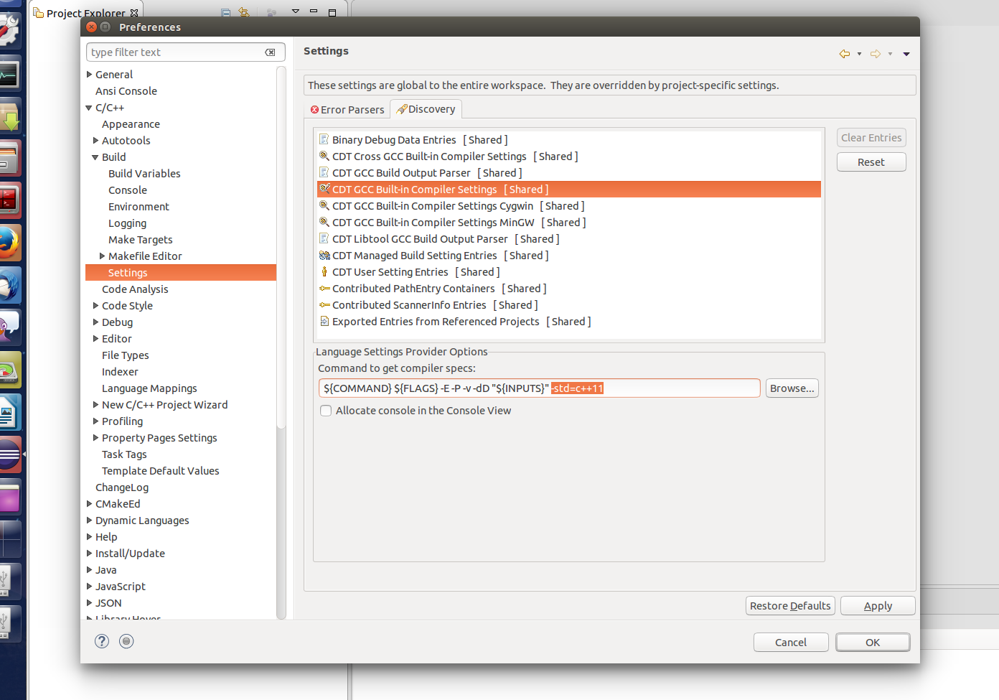 Project Explorer
Preferences
type filter text
General
Ansi Console
C/C++
Appearance
Autotools
Build
Build Variables
Console
Environment
Logging
Make Targets
Makefile Editor
Settings
Code Analysis
Code Style
Debug
Editor
File Types
Indexer
Language Mappings
New C/C++ Project Wizard
Profiling
Property Pages Settings
Task Tags
Template Default Values
ChangeLog
CMakeEd
Dynamic Languages
Help
Install/Update
Java
JavaScript
JSON
Library Hover
Settings
These settings are global to the entire workspace.  They are overridden by project-specific settings.
Error Parsers
Discovery
Binary Debug Data Entries   [ Shared ]
CDT Cross GCC Built-in Compiler Settings   [ Shared ]
CDT GCC Build Output Parser   [ Shared ]
CDT GCC Built-in Compiler Settings   [ Shared ]
CDT GCC Built-in Compiler Settings Cygwin   [ Shared ]
CDT GCC Built-in Compiler Settings MinGW   [ Shared ]
CDT Libtool GCC Build Output Parser   [ Shared ]
CDT Managed Build Setting Entries   [ Shared ]
CDT User Setting Entries   [ Shared ]
Contributed PathEntry Containers   [ Shared ]
Contributed ScannerInfo Entries   [ Shared ]
Exported Entries from Referenced Projects   [ Shared ]
Clear Entries
Reset
Language Settings Provider Options
Command to get compiler specs:
${COMMAND} ${FLAGS} -E -P -v -dD "${INPUTS}" -std=c++11
Browse...
Allocate console in the Console View
Restore Defaults
Apply
?
Cancel
OK